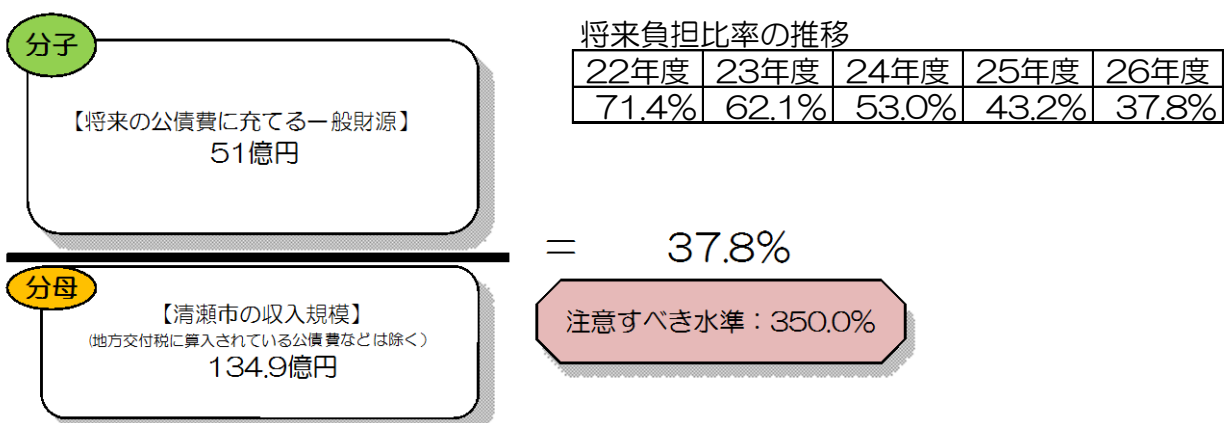 分子
【将来の公債費に充てる一般財源】
51億円
分母
【清瀬市の収入規模】
(地方交付税に算入されている公債費などは除く)
134.9億円
= 37.8%
注意すべき水準：350.0%
将来負担比率の推移
22年度 23年度 24年度 25年度 26年度
71.4% 62.1% 53.0% 43.2% 37.8%